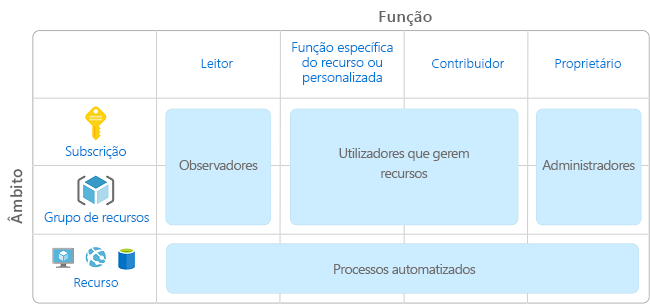 Função
Leitor
Função específica
do recurso ou
personalizada
Contribuidor
Proprietário
Âmbito
Subscrição
Grupo de recursos
Recurso
Observadores
Utilizadores que gerem
recursos
Administradores
Processos automatizados